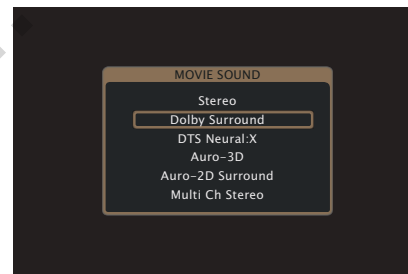 MOVIE SOUND
Stereo
Dolby Surround
DTS Neural:X
Auro-3D
Auro-2D Surround
Multi Ch Stereo